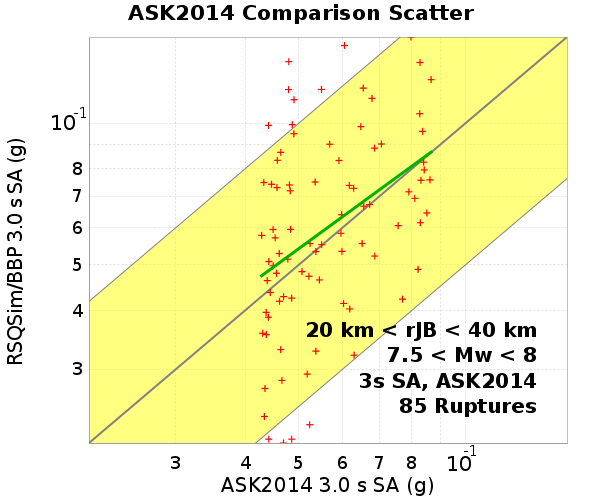 ASK2014 Comparison Scatter
RSQSim/BBP 3.0 s SA (g)
10-1
8
7
6
5
4
3
20 km < rJB < 40 km
7.5 < Mw < 8
3s SA, ASK2014
85 Ruptures
3 4 5 6 7 8 10-1
ASK2014 3.0 s SA (g)